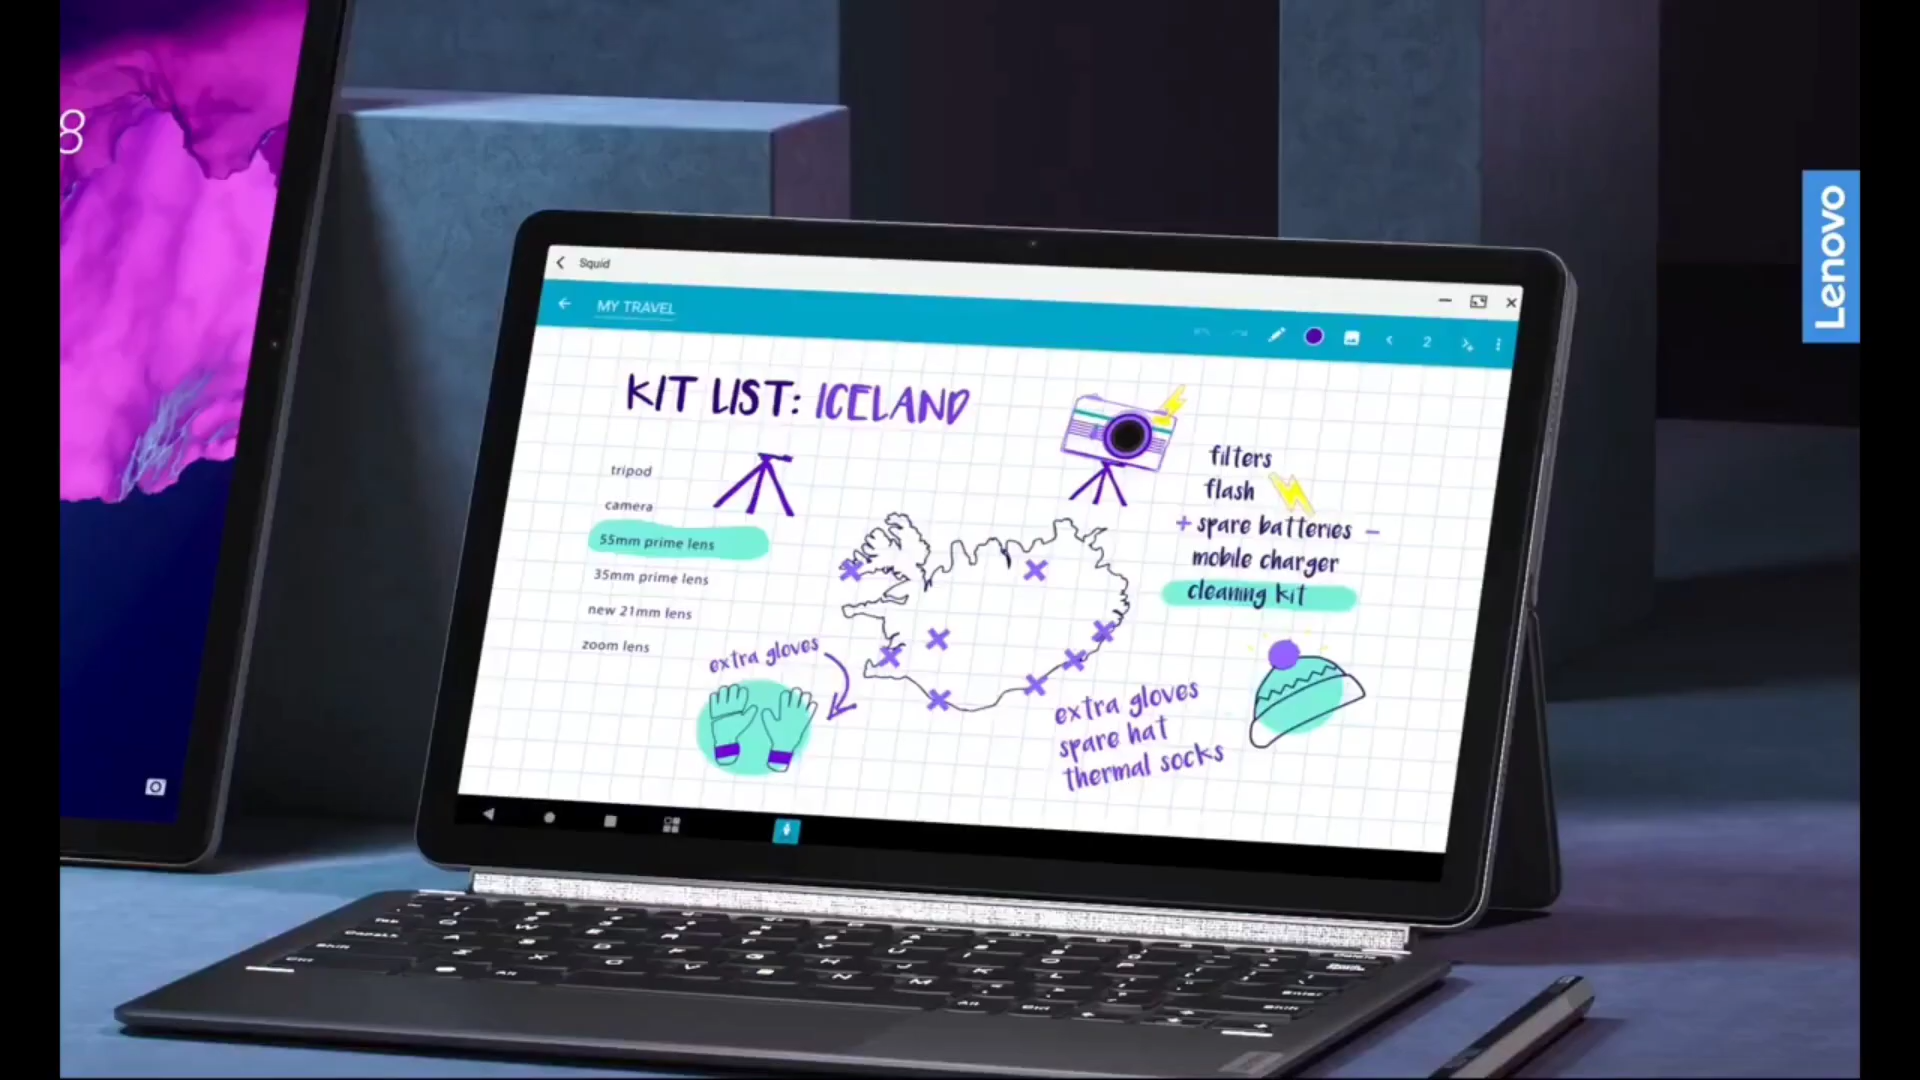 8
Lenovo
Squid
MY TRAVEL
2
KIT LIST: ICELAND
tripod
camera
55mm prime lens
35mm prime lens
new 21mm lens
zoom lens
filters
flash
+ spare batteries -
mobile charger
cleaning kit
extra gloves
extra gloves
spare hat
thermal socks